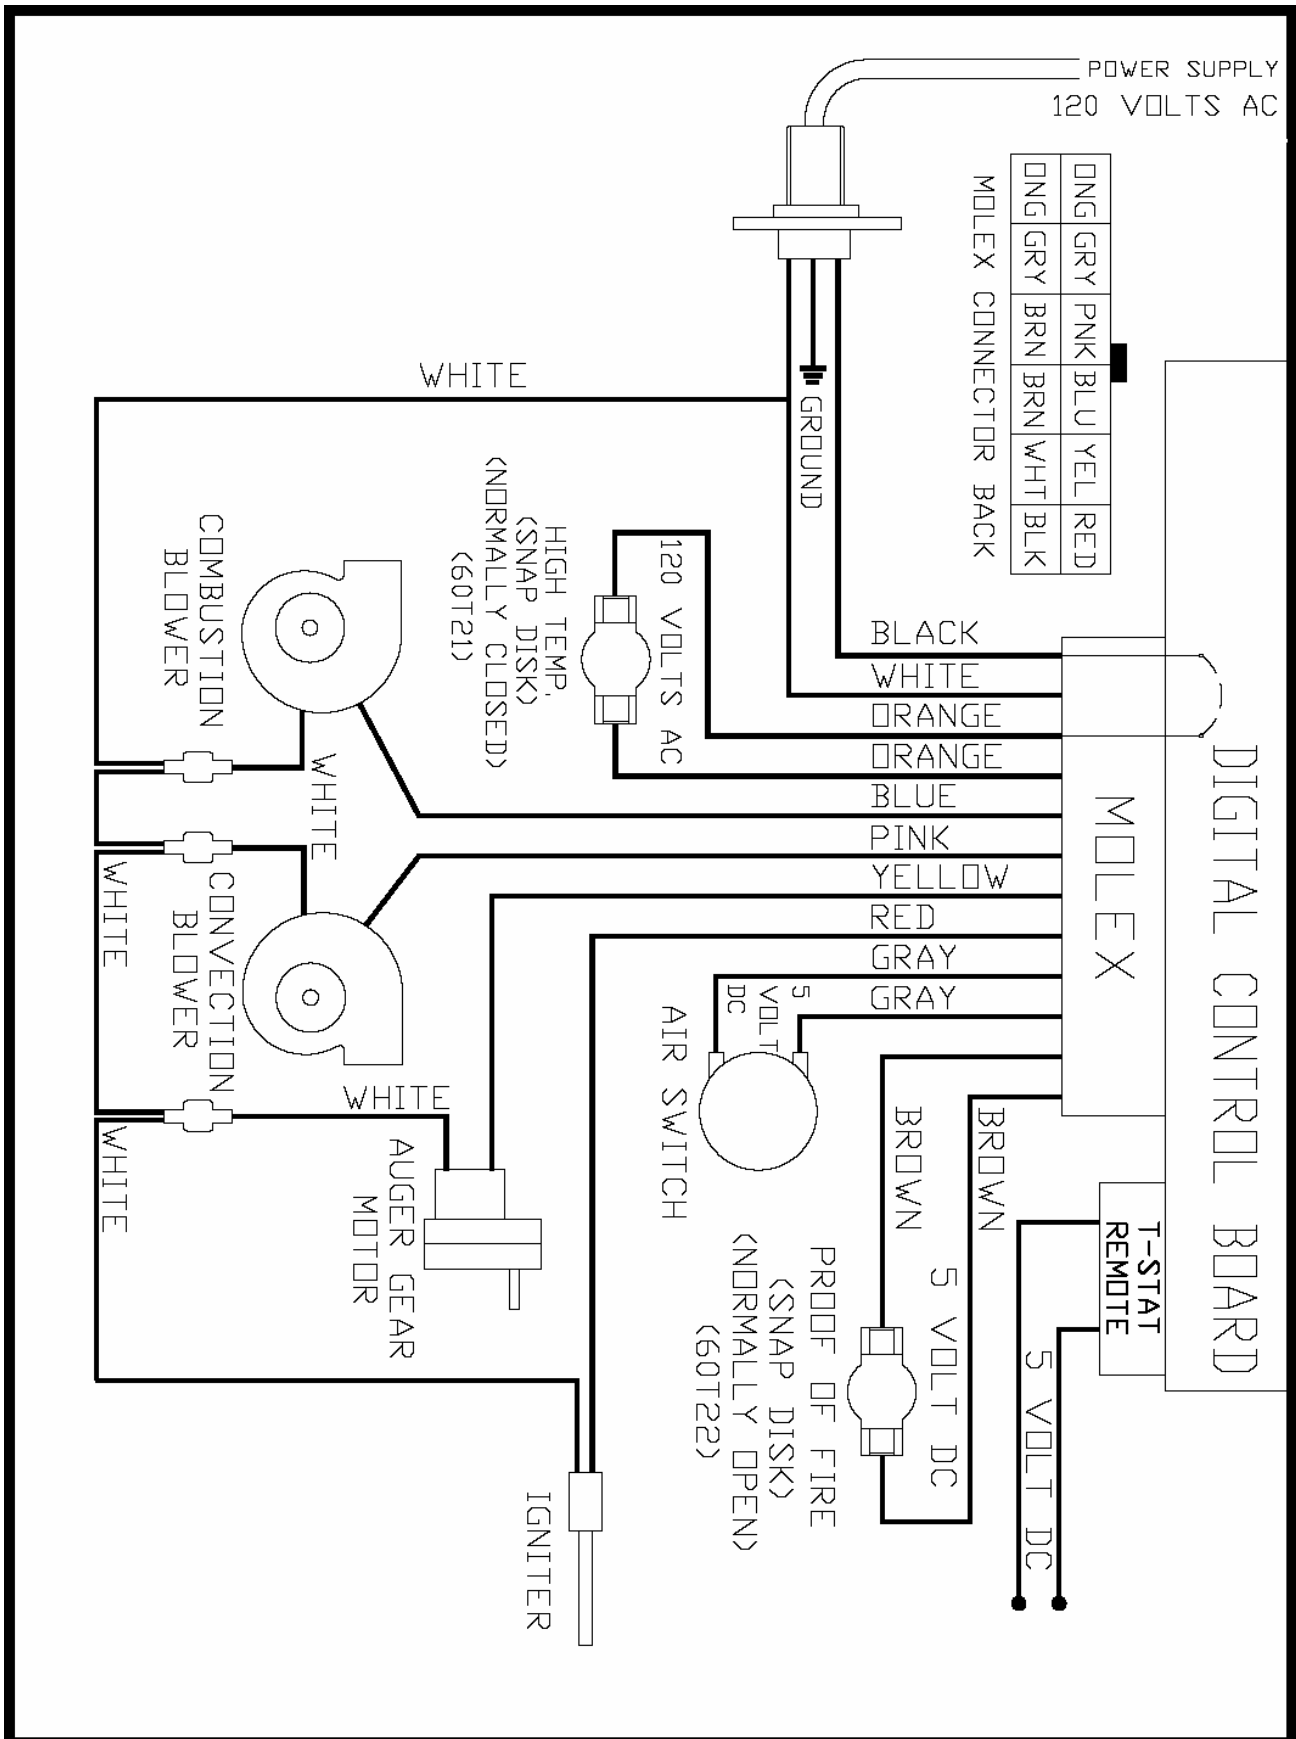 POWER SUPPLY
120 VOLTS AC
ONG GRY PNK BLU YEL RED
ONG GRY BRN BRN WHT BLK
MOLEX CONNECTOR BACK
WHITE
GROUND
COMBUSTION
BLOWER
HIGH TEMP.
(SNAP DISK)
(NORMALLY CLOSED)
(60T21)
120 VOLTS AC
BLACK
WHITE
ORANGE
ORANGE
BLUE
PINK
YELLOW
RED
GRAY
GRAY
MOLEX
DIGITAL CONTROL BOARD
WHITE
WHITE
CONVECTION
BLOWER
5
VOLT
DC
AIR SWITCH
WHITE
WHITE
AUGER GEAR
MOTOR
BROWN
BROWN
T-STAT
REMOTE
5 VOLT DC
PROOF OF FIRE
(SNAP DISK)
(NORMALLY OPEN)
(60T22)
5 VOLT DC
IGNITER